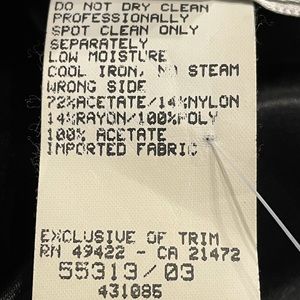 DO NOT DRY CLEAN
PROFESSIONALLY
SPOT CLEAN ONLY
SEPARATELY
LOW MOISTURE
COOL IRON, NO STEAM
WRONG SIDE
72%ACETATE/14%NYLON
14%RAYON/100%POLY
100% ACETATE
IMPORTED FABRIC
EXCLUSIVE OF TRIM
RN 49422 - CA 21472
55313/03
431085